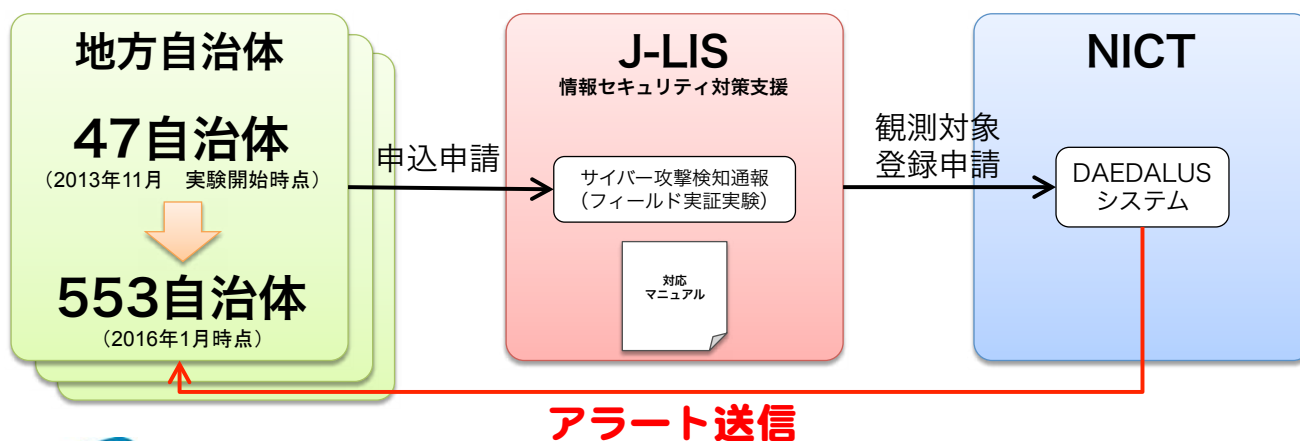 地方自治体
47自治体
（2013年11月　実験開始時点）
553自治体
（2016年1月時点）
申込申請
J-LIS
情報セキュリティ対策支援
サイバー攻撃検知通報
（フィールド実証実験）
対応
マニュアル
観測対象
登録申請
NICT
DAEDALUS
システム
アラート送信